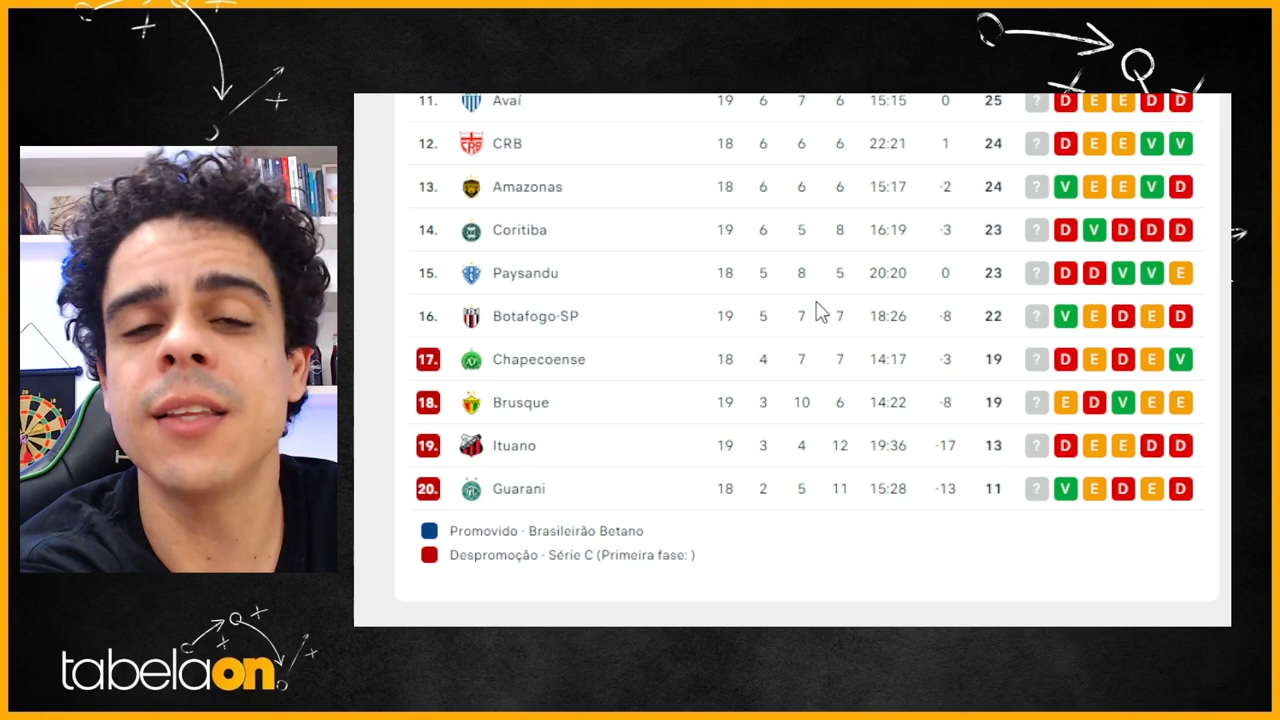 11. Avaí 19 6 7 6 15:15 0 25 ? D E E D D
12. CRB 18 6 6 6 22:21 1 24 ? D E E V V
13. Amazonas 18 6 6 6 15:17 -2 24 ? V E E V D
14. Coritiba 19 6 5 8 16:19 -3 23 ? D V D D D
15. Paysandu 18 5 8 5 20:20 0 23 ? D D V V E
16. Botafogo-SP 19 5 7 7 18:26 -8 22 ? V E D E D
17. Chapecoense 18 4 7 7 14:17 -3 19 ? D E D E V
18. Brusque 19 3 10 6 14:22 -8 19 ? E D V E E
19. Ituano 19 3 4 12 19:36 -17 13 ? D E E D D
20. Guarani 18 2 5 11 15:28 -13 11 ? V E D E D
Promovido - Brasileirão Betano
Despromoção - Série C (Primeira fase: )
tabelaon